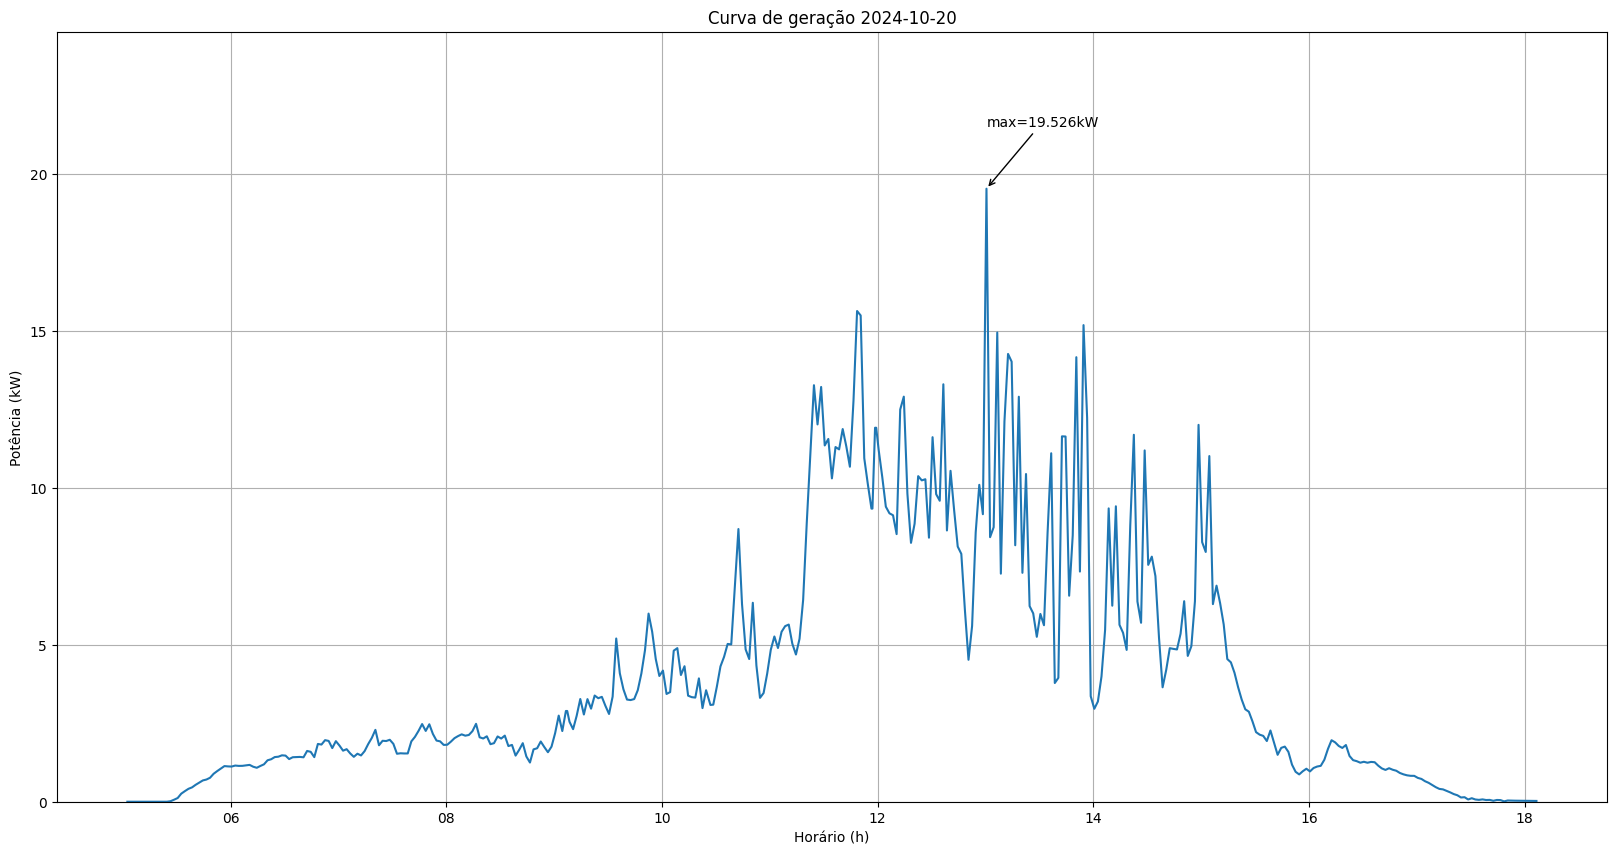 Curva de geração 2024-10-20
max=19.526kW
20
15
10
5
0
Potência (kW)
06 08 10 12 14 16 18
Horário (h)